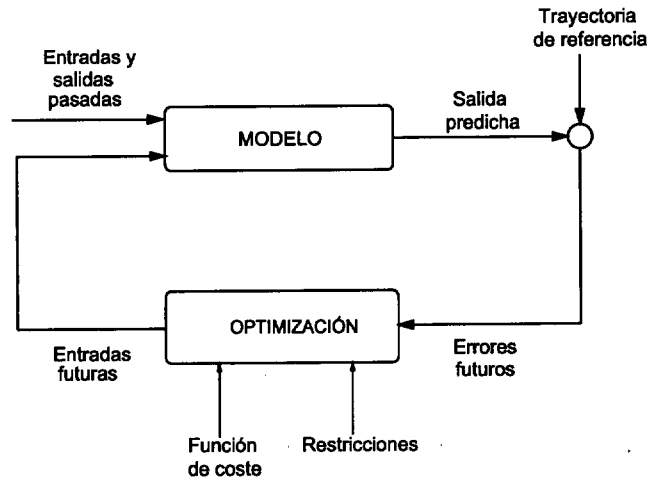 Trayectoria
de referencia
Entradas y
salidas
pasadas
Salida
predicha
MODELO
OPTIMIZACIÓN
Entradas
futuras
Errores
futuros
Función
de coste
Restricciones